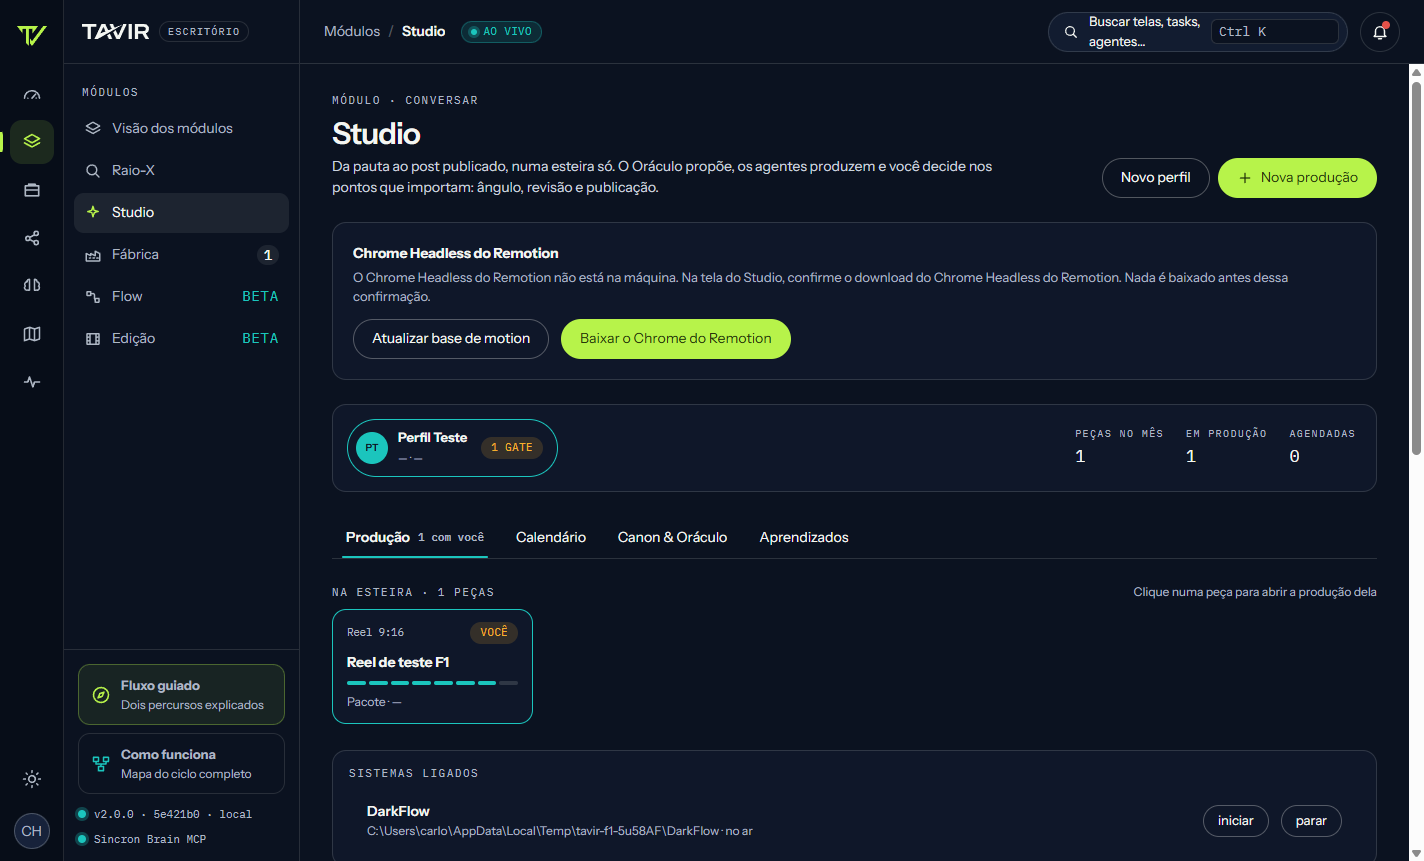 TAVIR ESCRITÓRIO
Módulos / Studio AO VIVO
Buscar telas, tasks, agentes... Ctrl K
MÓDULOS
Visão dos módulos
Raio-X
Studio
Fábrica 1
Flow BETA
Edição BETA
Fluxo guiado
Dois percursos explicados
Como funciona
Mapa do ciclo completo
v2.0.0 · 5e421b0 · local
Sincron Brain MCP
CH
MÓDULO · CONVERSAR
Studio
Da pauta ao post publicado, numa esteira só. O Oráculo propõe, os agentes produzem e você decide nos
pontos que importam: ângulo, revisão e publicação.
Novo perfil
+ Nova produção
Chrome Headless do Remotion
O Chrome Headless do Remotion não está na máquina. Na tela do Studio, confirme o download do Chrome Headless do Remotion. Nada é baixado antes dessa
confirmação.
Atualizar base de motion
Baixar o Chrome do Remotion
PT
Perfil Teste
— · —
1 GATE
PEÇAS NO MÊS EM PRODUÇÃO AGENDADAS
1 1 0
Produção 1 com você Calendário Canon & Oráculo Aprendizados
NA ESTEIRA · 1 PEÇAS
Clique numa peça para abrir a produção dela
Reel 9:16 VOCÊ
Reel de teste F1
Pacote · —
SISTEMAS LIGADOS
DarkFlow
C:\Users\carlo\AppData\Local\Temp\tavir-f1-5u58AF\DarkFlow · no ar
iniciar
parar